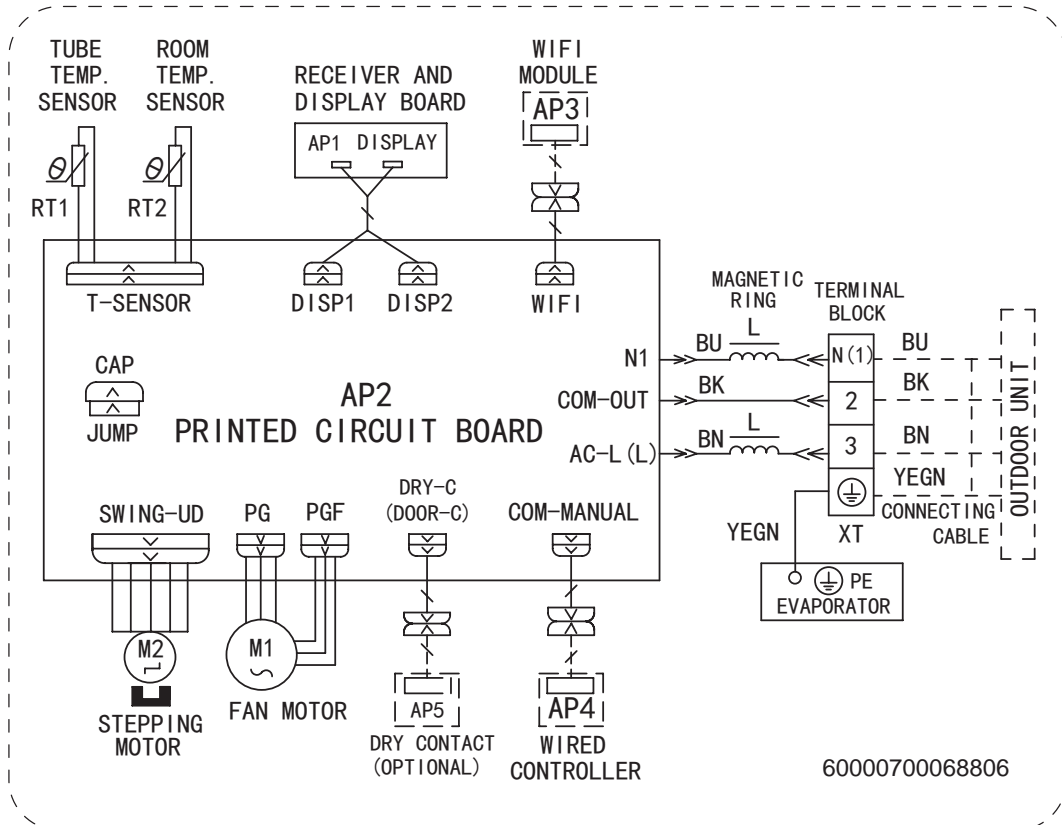 TUBE
TEMP.
SENSOR
ROOM
TEMP.
SENSOR
RECEIVER AND
DISPLAY BOARD
AP1 DISPLAY
WIFI
MODULE
AP3
θ
RT1
θ
RT2
T-SENSOR
DISP1
DISP2
WIFI
MAGNETIC
RING
TERMINAL
BLOCK
N1
BU
L
N(1)
BU
COM-OUT
BK
2
BK
AC-L(L)
BN
L
3
BN
YEGN
CONNECTING
CABLE
OUTDOOR UNIT
XT
YEGN
PE
EVAPORATOR
CAP
JUMP
AP2
PRINTED CIRCUIT BOARD
SWING-UD
PG
PGF
DRY-C
(DOOR-C)
COM-MANUAL
M2
STEPPING
MOTOR
M1
FAN MOTOR
AP5
DRY CONTACT
(OPTIONAL)
AP4
WIRED
CONTROLLER
60000700068806